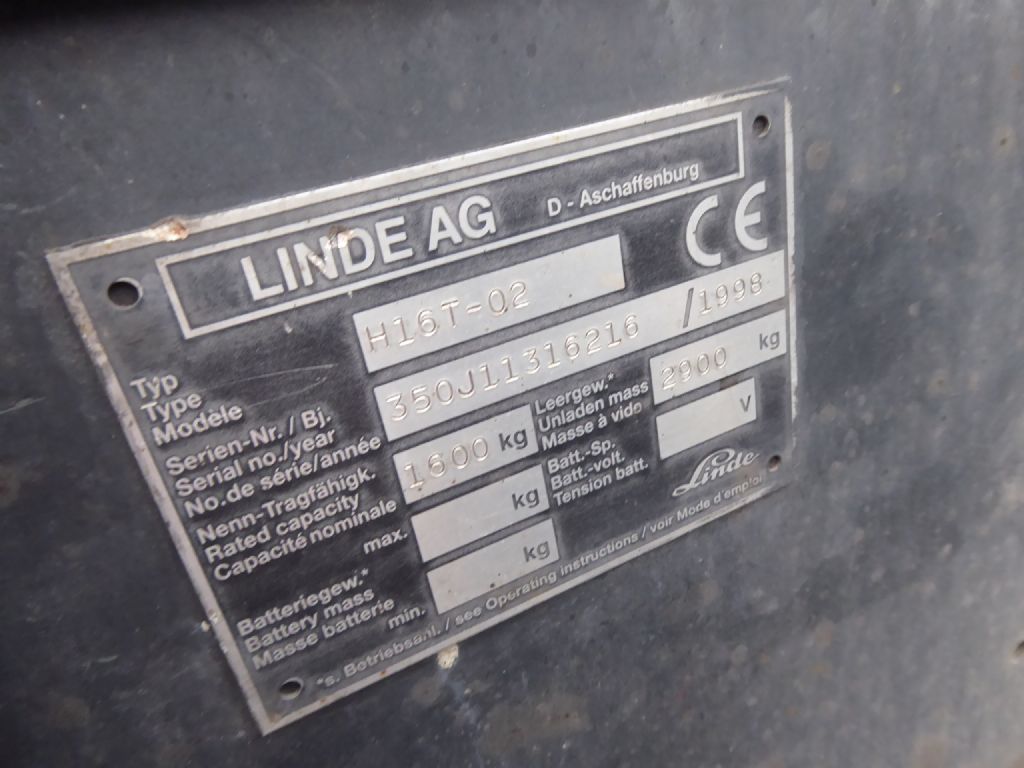 LINDE AG D - Aschaffenburg
CE
Typ
Type
Modèle
H16T-02
Serien-Nr. / Bj.
Serial no./year
No.de série/année
350J11316216 /1998
Nenn-Tragfähigk.
Rated capacity
Capacité nominale
1600 kg
Leergew.*
Unladen mass
Masse à vide
2900 kg
Batteriegew.*
Battery mass
Masse batterie
max. kg
min. kg
Batt.-Sp.
Batt.-volt.
Tension batt.
V
Linde
*s. Betriebsanl. / see Operating instructions / voir Mode d'emploi